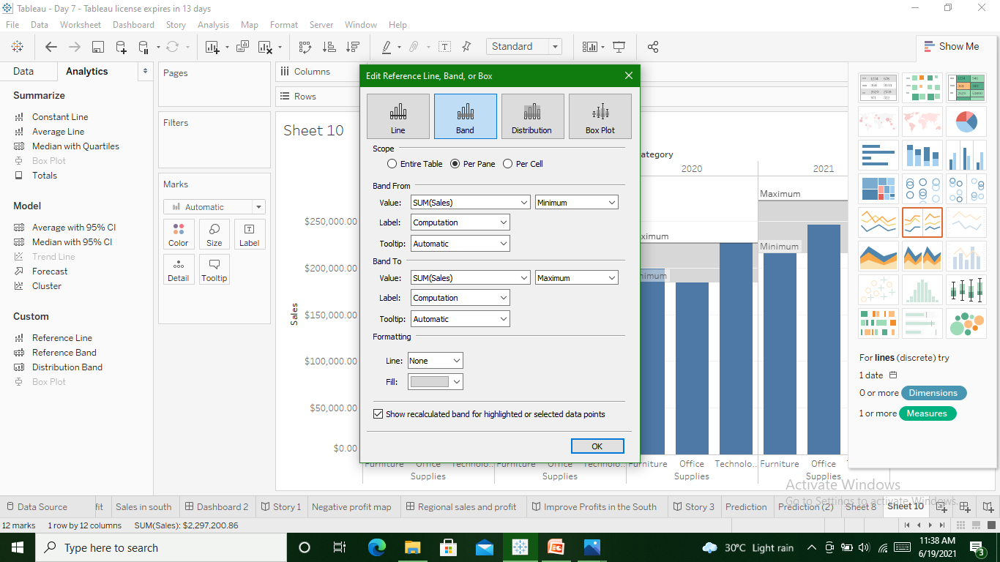 Tableau - Day 7 - Tableau license expires in 13 days
File Data Worksheet Dashboard Story Analysis Map Format Server Window Help
Standard
Show Me
Data Analytics
Summarize
Constant Line
Average Line
Median with Quartiles
Box Plot
Totals
Model
Average with 95% CI
Median with 95% CI
Trend Line
Forecast
Cluster
Custom
Reference Line
Reference Band
Distribution Band
Box Plot
Pages
Filters
Marks
Automatic
Color Size Label
Detail Tooltip
Columns
Rows
Sheet 10
ategory
2020 2021
Sales
$250,000.00
$200,000.00
$150,000.00
$100,000.00
$50,000.00
$0.00
Maximum
Minimum
ximum
nimum
Furniture Office Supplies Technolo.. Furniture Office Supplies Technolo.. Furniture Office Supplies Technolo.. Furniture Office Supplies
Edit Reference Line, Band, or Box
Line Band Distribution Box Plot
Scope
Entire Table Per Pane Per Cell
Band From
Value: SUM(Sales) Minimum
Label: Computation
Tooltip: Automatic
Band To
Value: SUM(Sales) Maximum
Label: Computation
Tooltip: Automatic
Formatting
Line: None
Fill:
Show recalculated band for highlighted or selected data points
OK
For lines (discrete) try
1 date
0 or more Dimensions
1 or more Measures
Activate Windows
Go to Settings to activate Windows.
Data Source fit Sales in south Dashboard 2 Story 1 Negative profit map Regional sales and profit Improve Profits in the South Story 3 Prediction Prediction (2) Sheet 8 Sheet 10
12 marks 1 row by 12 columns SUM(Sales): $2,297,200.86
Type here to search
30°C Light rain
11:38 AM
6/19/2021
3